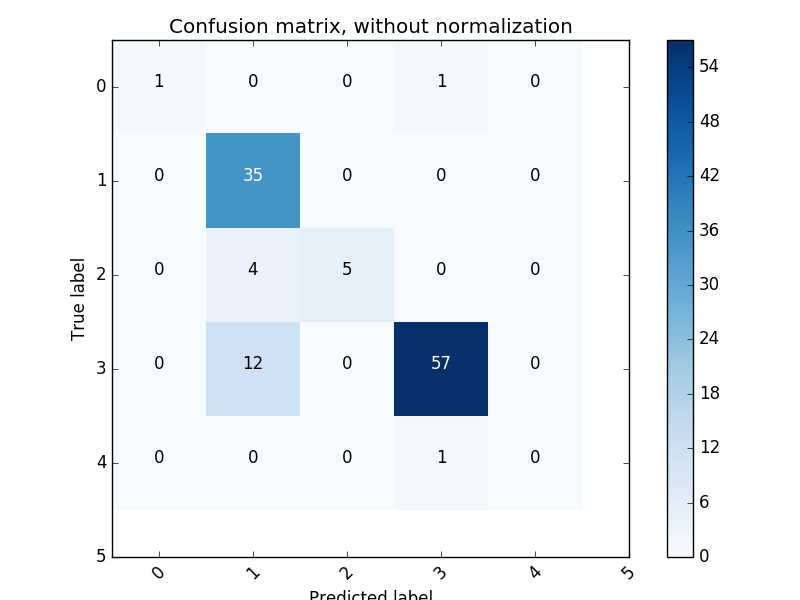 Confusion matrix, without normalization
0 1 0 0 1 0
1 0 35 0 0 0
2 0 4 5 0 0
3 0 12 0 57 0
4 0 0 0 1 0
5
0 1 2 3 4 5
True label
Predicted label
54
48
42
36
30
24
18
12
6
0